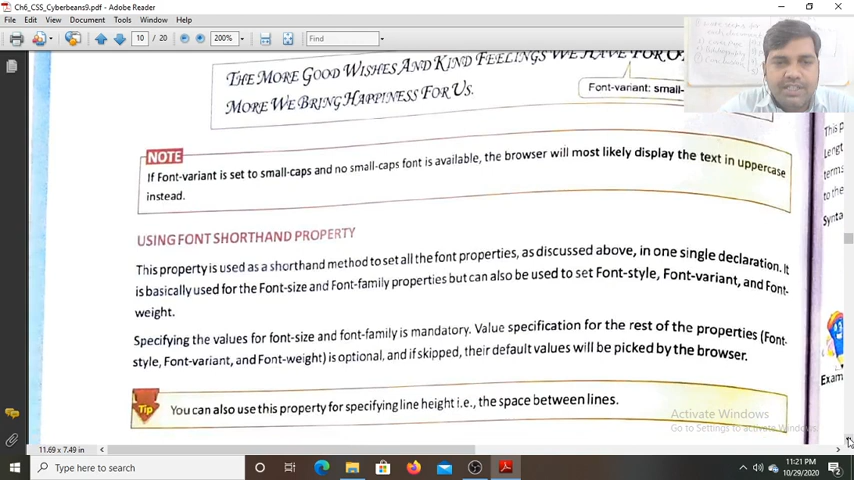 Ch6_CSS_Cyberbeans9.pdf - Adobe Reader
File Edit View Document Tools Window Help
10 / 20 200% Find
THE MORE GOOD WISHES AND KIND FEELINGS WE HAVE FOR
MORE WE BRING HAPPINESS FOR US.
Font-variant: small-
NOTE
If Font-variant is set to small-caps and no small-caps font is available, the browser will most likely display the text in uppercase
instead.
USING FONT SHORTHAND PROPERTY
This property is used as a shorthand method to set all the font properties, as discussed above, in one single declaration. It
is basically used for the Font-size and Font-family properties but can also be used to set Font-style, Font-variant, and Font-
weight.
Specifying the values for font-size and font-family is mandatory. Value specification for the rest of the properties (Font-
style, Font-variant, and Font-weight) is optional, and if skipped, their default values will be picked by the browser.
Tip
You can also use this property for specifying line height i.e., the space between lines.
This p
Length
terms
to the
Synta
Exam
Activate Windows
Go to Settings to activate Windows.
11.69 x 7.49 in
Type here to search
11:21 PM
10/29/2020
2